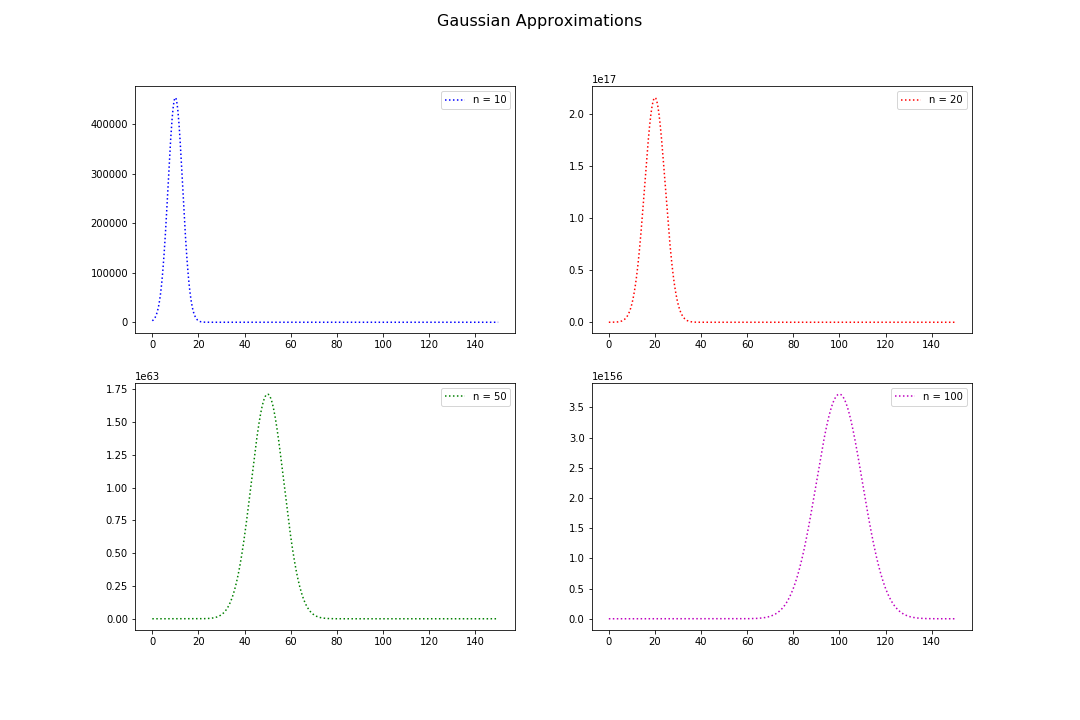 Gaussian Approximations
n = 10
400000
300000
200000
100000
0
0 20 40 60 80 100 120 140
1e17
n = 20
2.0
1.5
1.0
0.5
0.0
0 20 40 60 80 100 120 140
1e63
n = 50
1.75
1.50
1.25
1.00
0.75
0.50
0.25
0.00
0 20 40 60 80 100 120 140
1e156
n = 100
3.5
3.0
2.5
2.0
1.5
1.0
0.5
0.0
0 20 40 60 80 100 120 140